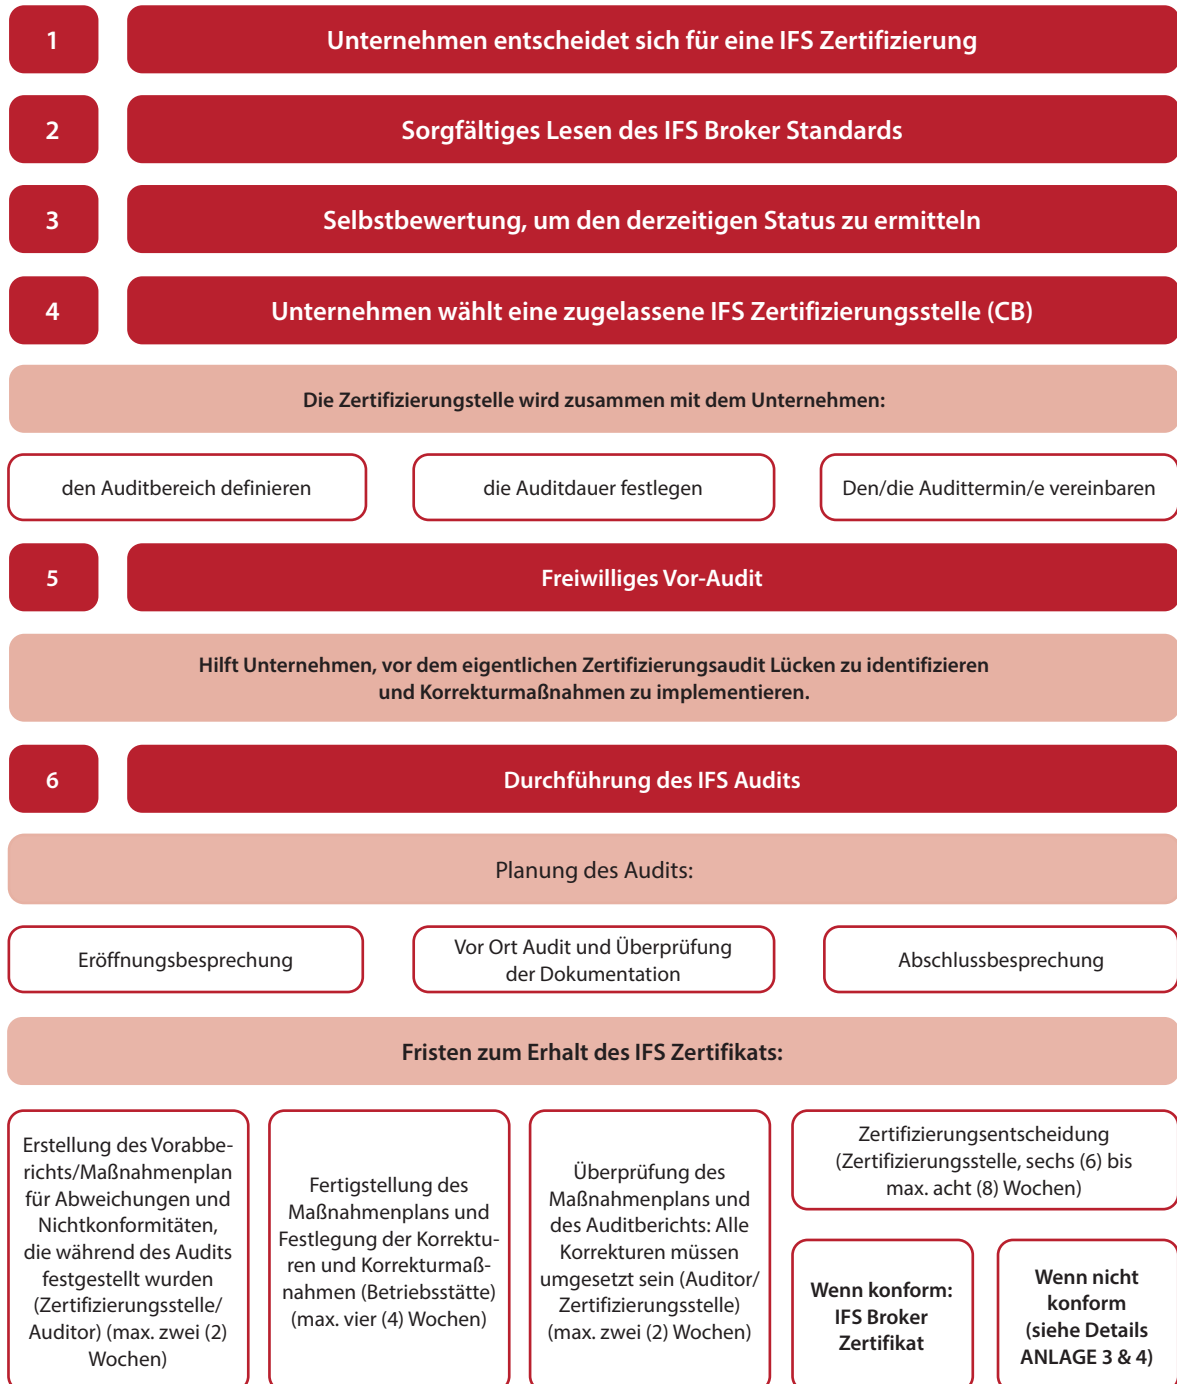 1
Unternehmen entscheidet sich für eine IFS Zertifizierung
2
Sorgfältiges Lesen des IFS Broker Standards
3
Selbstbewertung, um den derzeitigen Status zu ermitteln
4
Unternehmen wählt eine zugelassene IFS Zertifizierungsstelle (CB)
Die Zertifizierungstelle wird zusammen mit dem Unternehmen:
den Auditbereich definieren
die Auditdauer festlegen
Den/die Audittermin/e vereinbaren
5
Freiwilliges Vor-Audit
Hilft Unternehmen, vor dem eigentlichen Zertifizierungsaudit Lücken zu identifizieren
und Korrekturmaßnahmen zu implementieren.
6
Durchführung des IFS Audits
Planung des Audits:
Eröffnungsbesprechung
Vor Ort Audit und Überprüfung
der Dokumentation
Abschlussbesprechung
Fristen zum Erhalt des IFS Zertifikats:
Erstellung des Vorabbe-
richts/Maßnahmenplan
für Abweichungen und
Nichtkonformitäten,
die während des Audits
festgestellt wurden
(Zertifizierungsstelle/
Auditor) (max. zwei (2)
Wochen)
Fertigstellung des
Maßnahmenplans und
Festlegung der Korrektu-
ren und Korrekturmaß-
nahmen (Betriebsstätte)
(max. vier (4) Wochen)
Überprüfung des
Maßnahmenplans und
des Auditberichts: Alle
Korrekturen müssen
umgesetzt sein (Auditor/
Zertifizierungsstelle)
(max. zwei (2) Wochen)
Zertifizierungsentscheidung
(Zertifizierungsstelle, sechs (6) bis
max. acht (8) Wochen)
Wenn konform:
IFS Broker
Zertifikat
Wenn nicht
konform
(siehe Details
ANLAGE 3 & 4)